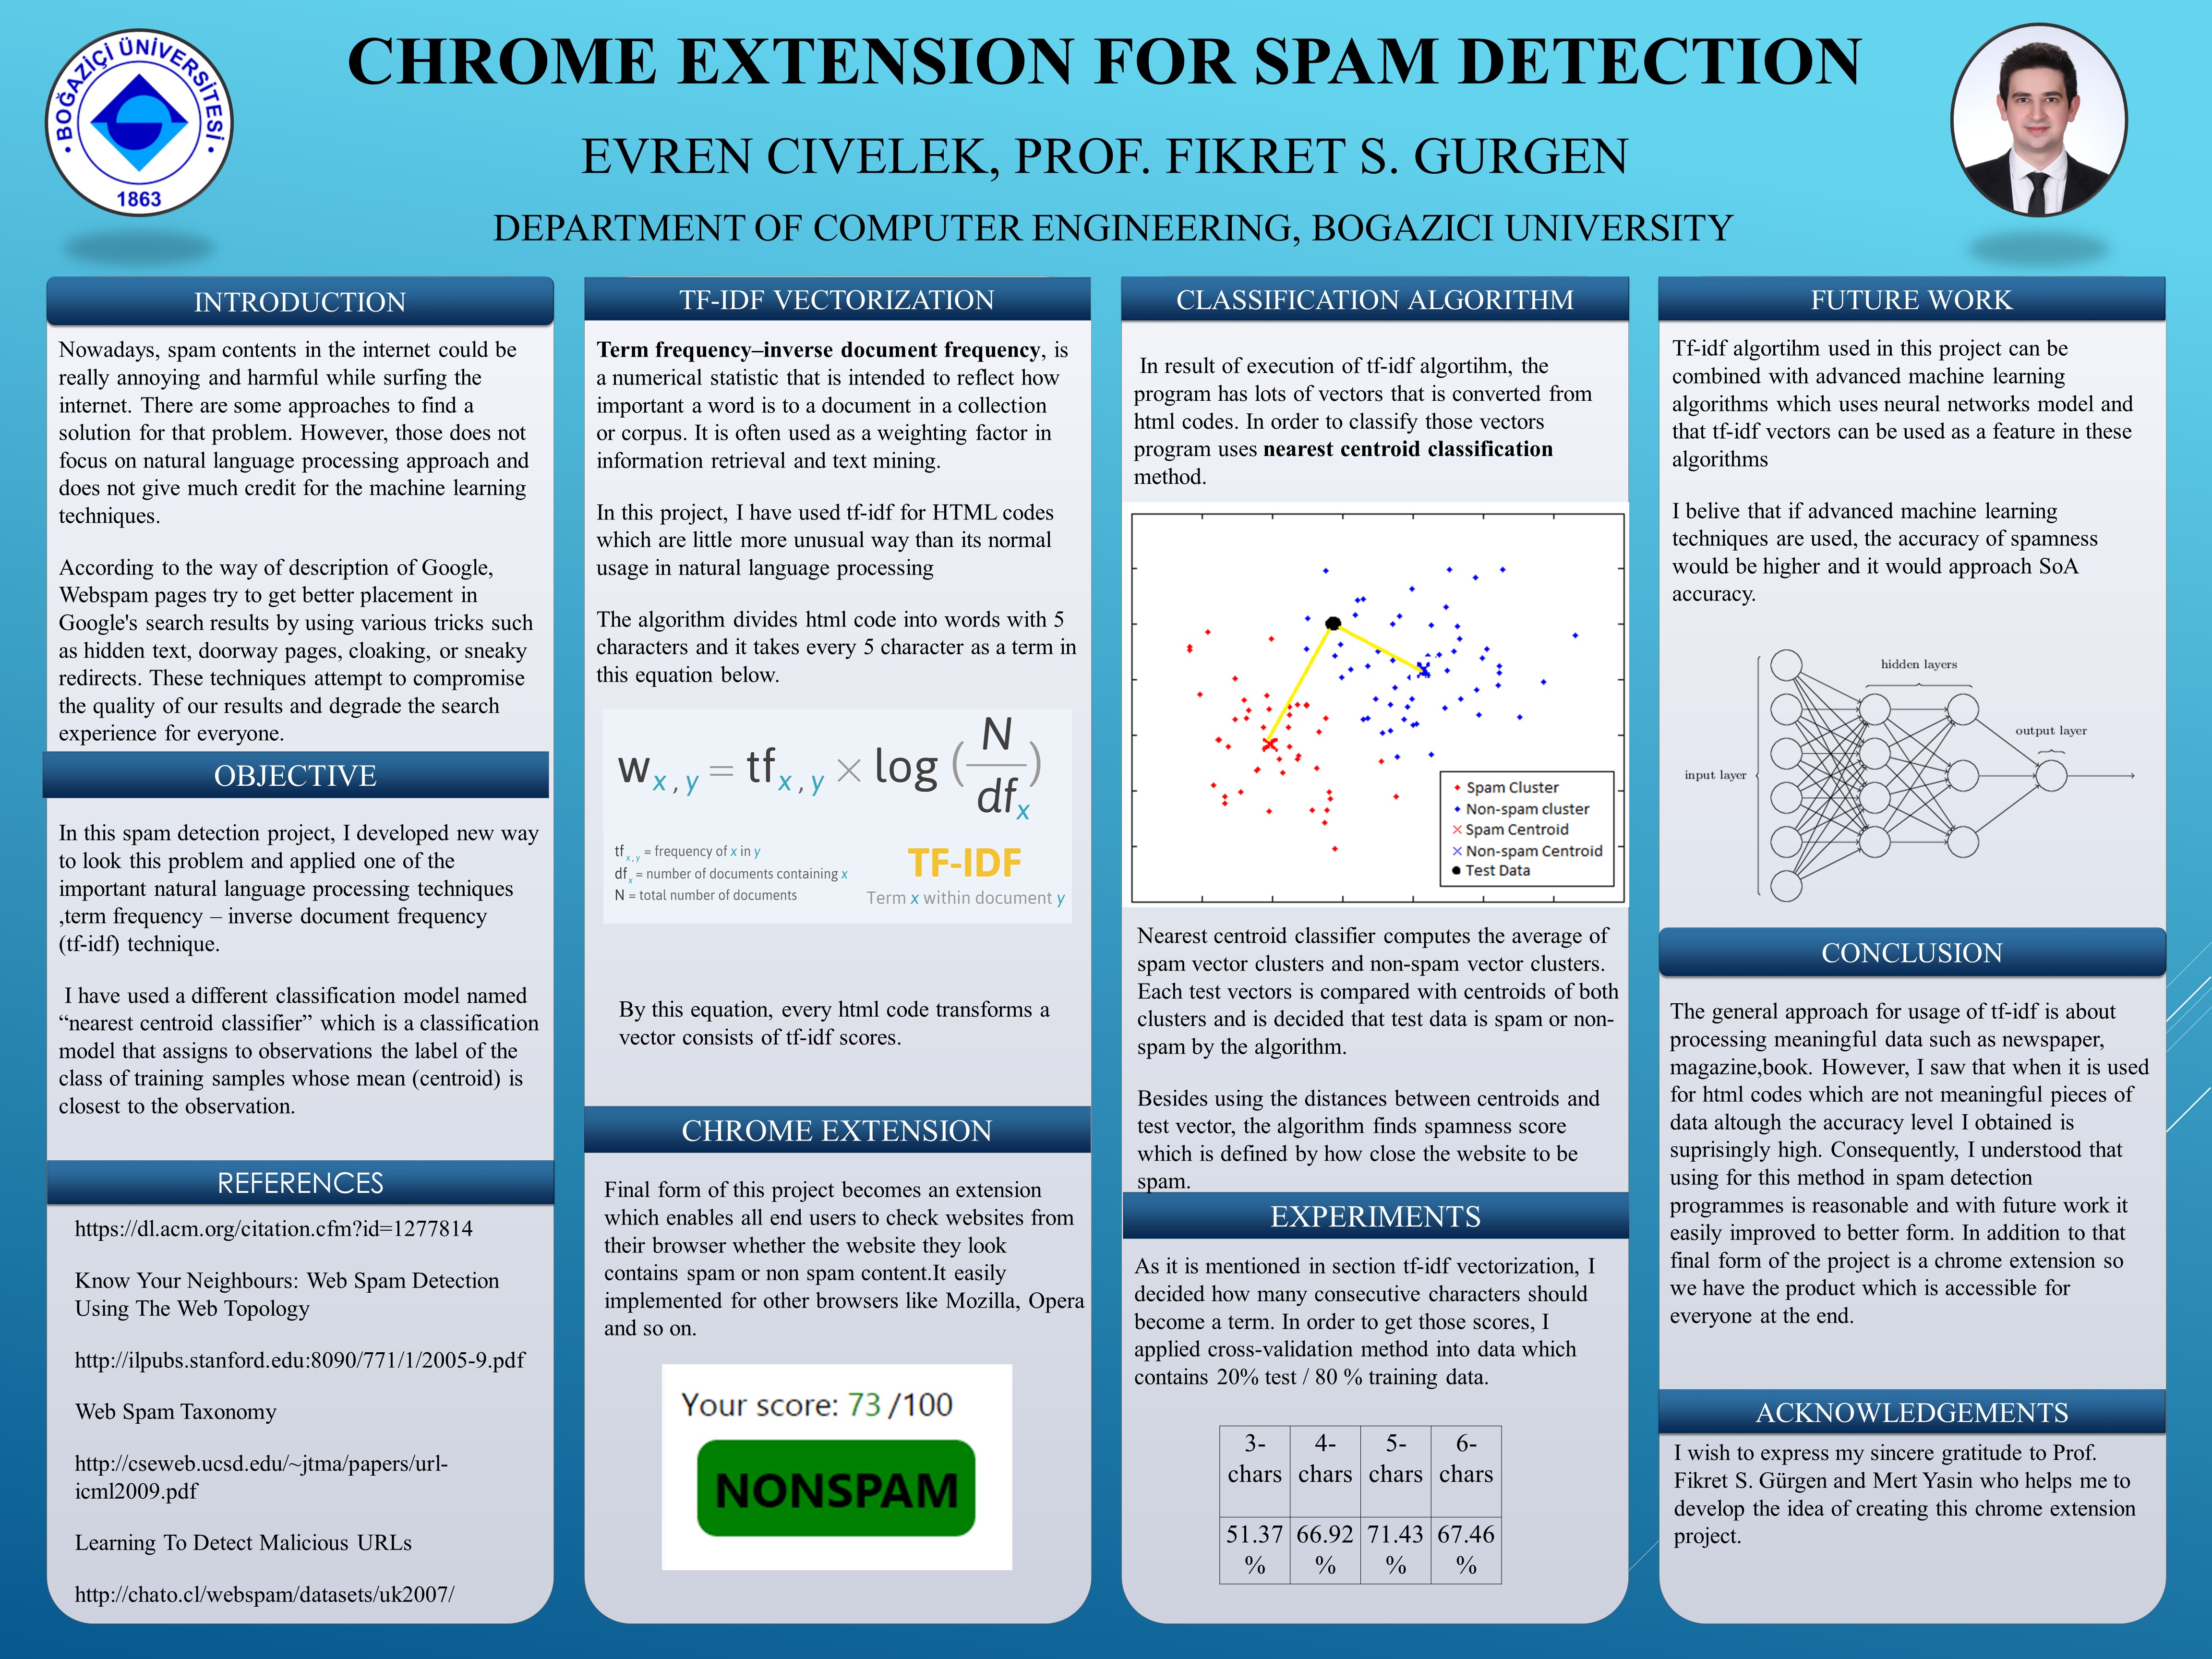 BOĞAZİÇİ ÜNİVERSİTESİ
1863
CHROME EXTENSION FOR SPAM DETECTION
EVREN CIVELEK, PROF. FIKRET S. GURGEN
DEPARTMENT OF COMPUTER ENGINEERING, BOGAZICI UNIVERSITY
INTRODUCTION
Nowadays, spam contents in the internet could be
really annoying and harmful while surfing the
internet. There are some approaches to find a
solution for that problem. However, those does not
focus on natural language processing approach and
does not give much credit for the machine learning
techniques.
According to the way of description of Google,
Webspam pages try to get better placement in
Google's search results by using various tricks such
as hidden text, doorway pages, cloaking, or sneaky
redirects. These techniques attempt to compromise
the quality of our results and degrade the search
experience for everyone.
OBJECTIVE
In this spam detection project, I developed new way
to look this problem and applied one of the
important natural language processing techniques
,term frequency – inverse document frequency
(tf-idf) technique.
I have used a different classification model named
“nearest centroid classifier” which is a classification
model that assigns to observations the label of the
class of training samples whose mean (centroid) is
closest to the observation.
REFERENCES
https://dl.acm.org/citation.cfm?id=1277814
Know Your Neighbours: Web Spam Detection
Using The Web Topology
http://ilpubs.stanford.edu:8090/771/1/2005-9.pdf
Web Spam Taxonomy
http://cseweb.ucsd.edu/~jtma/papers/url-
icml2009.pdf
Learning To Detect Malicious URLs
http://chato.cl/webspam/datasets/uk2007/
TF-IDF VECTORIZATION
Term frequency–inverse document frequency, is
a numerical statistic that is intended to reflect how
important a word is to a document in a collection
or corpus. It is often used as a weighting factor in
information retrieval and text mining.
In this project, I have used tf-idf for HTML codes
which are little more unusual way than its normal
usage in natural language processing
The algorithm divides html code into words with 5
characters and it takes every 5 character as a term in
this equation below.
w x , y = tf x , y × log ( N / df x )
tf x, y = frequency of x in y
df x = number of documents containing x
N = total number of documents
TF-IDF
Term x within document y
By this equation, every html code transforms a
vector consists of tf-idf scores.
CHROME EXTENSION
Final form of this project becomes an extension
which enables all end users to check websites from
their browser whether the website they look
contains spam or non spam content.It easily
implemented for other browsers like Mozilla, Opera
and so on.
Your score: 73 /100
NONSPAM
CLASSIFICATION ALGORITHM
In result of execution of tf-idf algortihm, the
program has lots of vectors that is converted from
html codes. In order to classify those vectors
program uses nearest centroid classification
method.
Spam Cluster
Non-spam cluster
Spam Centroid
Non-spam Centroid
Test Data
Nearest centroid classifier computes the average of
spam vector clusters and non-spam vector clusters.
Each test vectors is compared with centroids of both
clusters and is decided that test data is spam or non-
spam by the algorithm.
Besides using the distances between centroids and
test vector, the algorithm finds spamness score
which is defined by how close the website to be
spam.
EXPERIMENTS
As it is mentioned in section tf-idf vectorization, I
decided how many consecutive characters should
become a term. In order to get those scores, I
applied cross-validation method into data which
contains 20% test / 80 % training data.
3- 4- 5- 6-
chars chars chars chars
51.37 66.92 71.43 67.46
% % % %
FUTURE WORK
Tf-idf algortihm used in this project can be
combined with advanced machine learning
algorithms which uses neural networks model and
that tf-idf vectors can be used as a feature in these
algorithms
I belive that if advanced machine learning
techniques are used, the accuracy of spamness
would be higher and it would approach SoA
accuracy.
hidden layers
output layer
input layer
CONCLUSION
The general approach for usage of tf-idf is about
processing meaningful data such as newspaper,
magazine,book. However, I saw that when it is used
for html codes which are not meaningful pieces of
data altough the accuracy level I obtained is
suprisingly high. Consequently, I understood that
using for this method in spam detection
programmes is reasonable and with future work it
easily improved to better form. In addition to that
final form of the project is a chrome extension so
we have the product which is accessible for
everyone at the end.
ACKNOWLEDGEMENTS
I wish to express my sincere gratitude to Prof.
Fikret S. Gürgen and Mert Yasin who helps me to
develop the idea of creating this chrome extension
project.